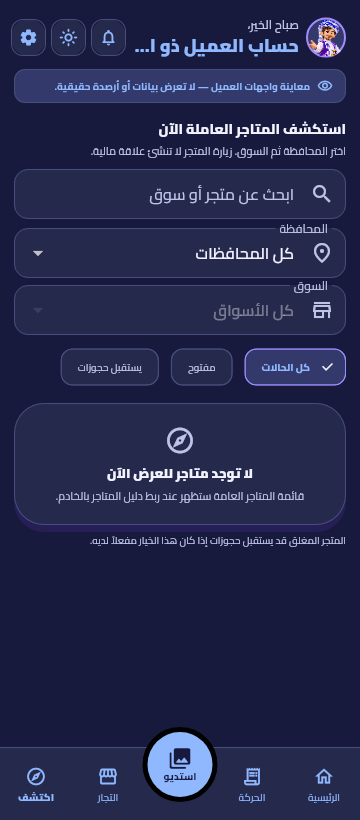 صباح الخير،
حساب العميل ذو ا...
معاينة واجهات العميل — لا تعرض بيانات أو أرصدة حقيقية.
استكشف المتاجر العاملة الآن
اختر المحافظة ثم السوق. زيارة المتجر لا تنشئ علاقة مالية.
ابحث عن متجر أو سوق
المحافظة
كل المحافظات
السوق
كل الأسواق
كل الحالات
مفتوح
يستقبل حجوزات
لا توجد متاجر للعرض الآن
قائمة المتاجر العامة ستظهر عند ربط دليل المتاجر بالخادم.
المتجر المغلق قد يستقبل حجوزات إذا كان هذا الخيار مفعلاً لديه.
الرئيسية
الحركة
استديو
التجار
اكتشف